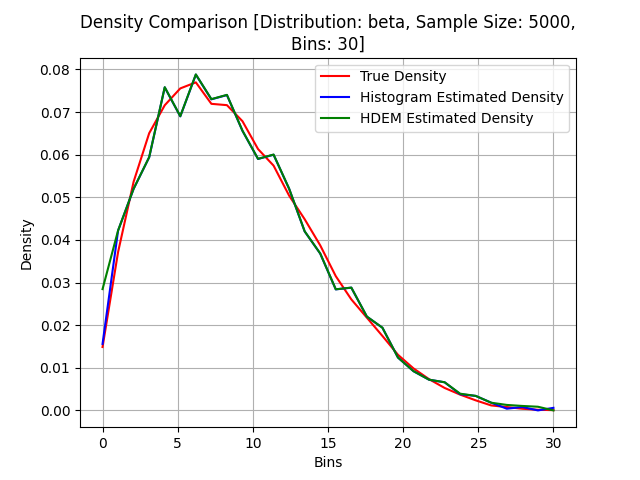 Density Comparison [Distribution: beta, Sample Size: 5000,
Bins: 30]
True Density
Histogram Estimated Density
HDEM Estimated Density
Density
0.08
0.07
0.06
0.05
0.04
0.03
0.02
0.01
0.00
0 5 10 15 20 25 30
Bins